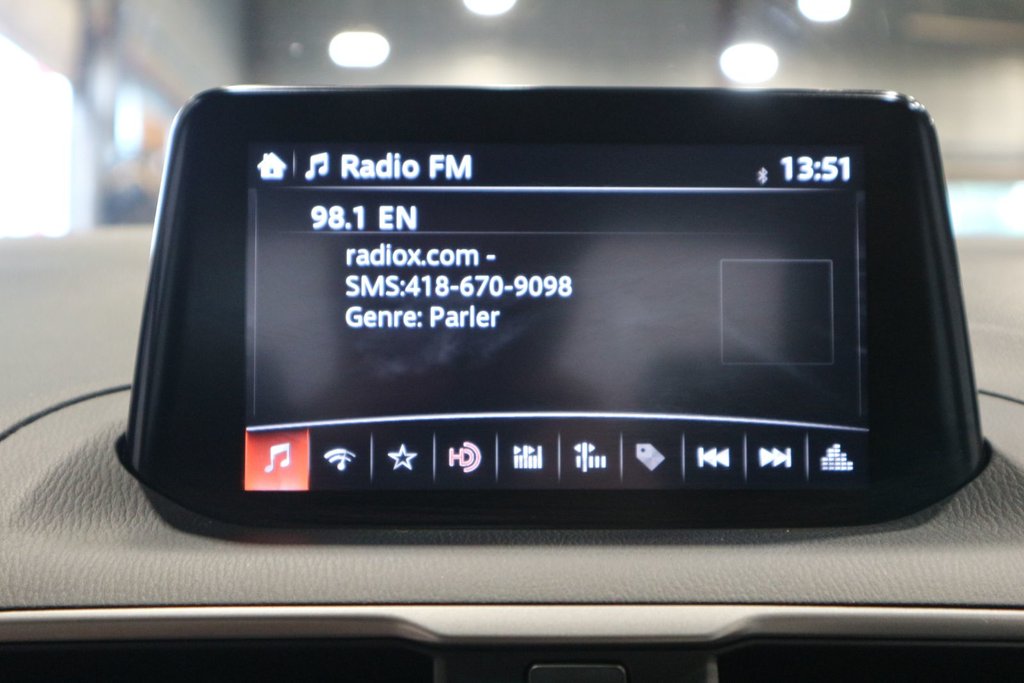 Radio FM 13:51
98.1 EN
radiox.com -
SMS:418-670-9098
Genre: Parler
HD